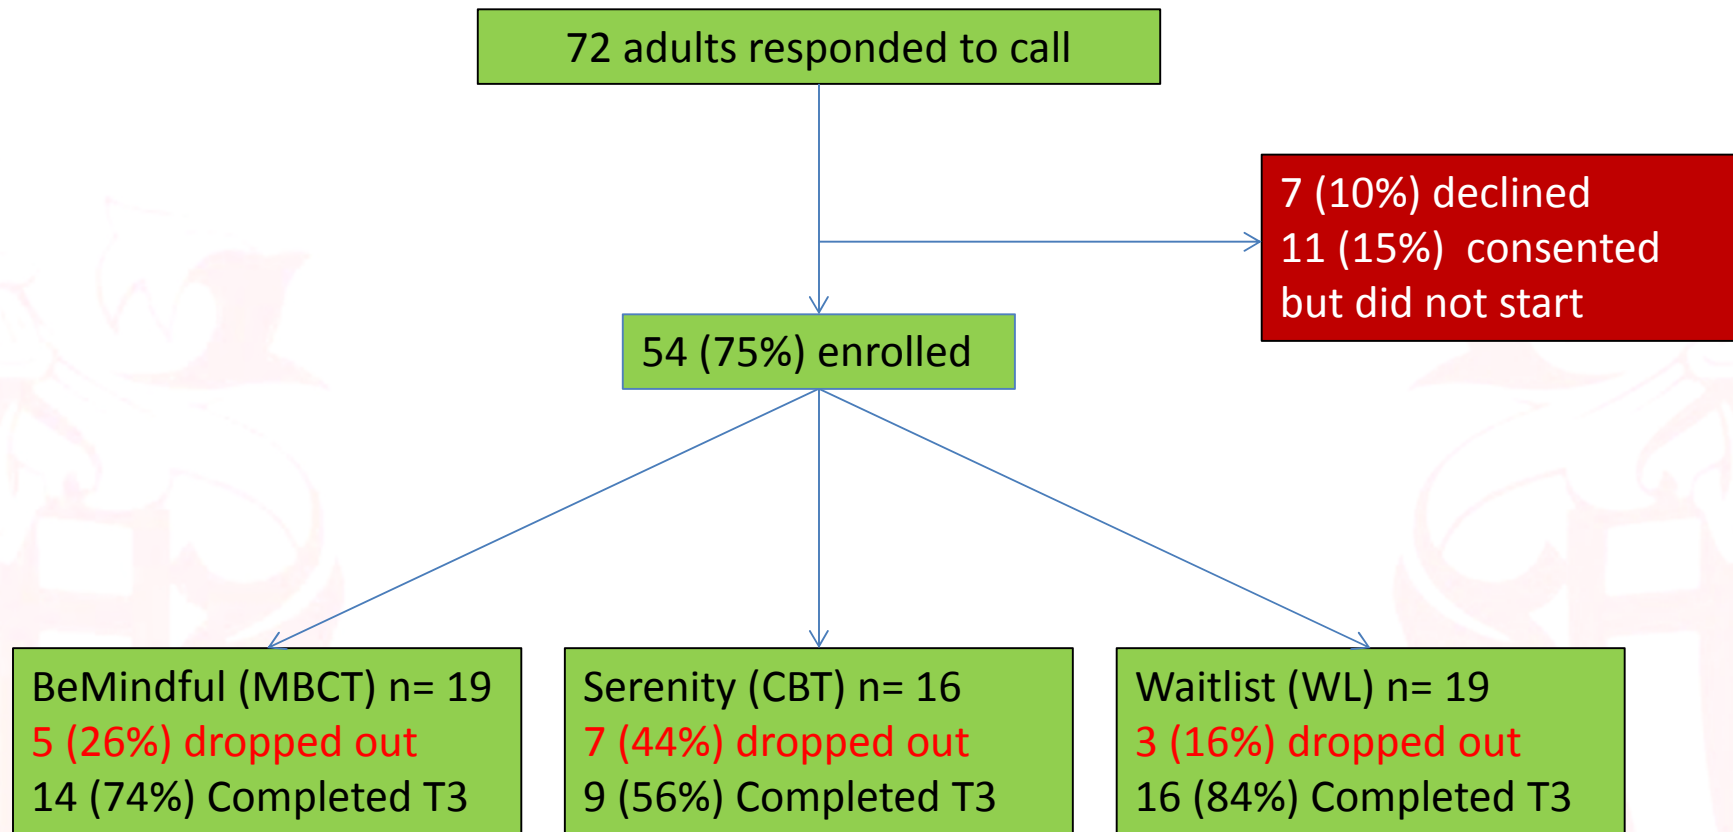 72 adults responded to call
7 (10%) declined
11 (15%) consented
but did not start
54 (75%) enrolled
BeMindful (MBCT) n= 19
5 (26%) dropped out
14 (74%) Completed T3
Serenity (CBT) n= 16
7 (44%) dropped out
9 (56%) Completed T3
Waitlist (WL) n= 19
3 (16%) dropped out
16 (84%) Completed T3